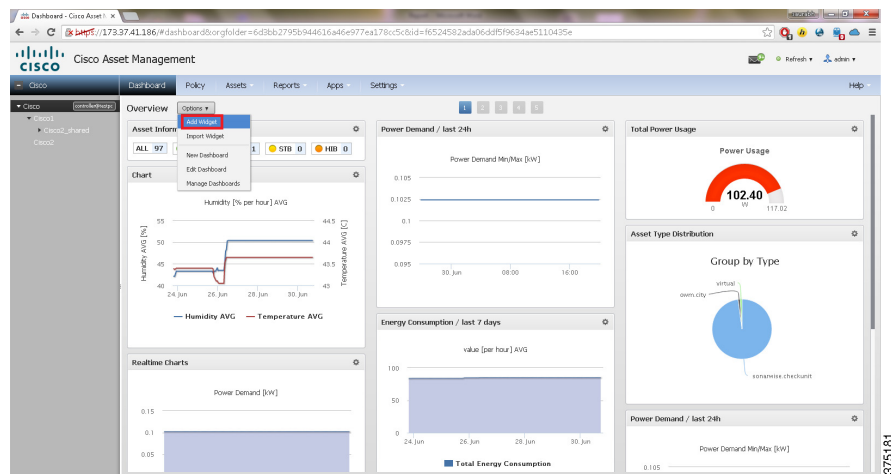 Dashboard - Cisco Asset
https://173.37.41.186/#dashboard&orgfolder=6d3bb2795b944616a46e977ea178cc5c&id=f6524582ada06ddf5f9634ae5110435e
CISCO Cisco Asset Management
Refresh admin
Cisco Dashboard Policy Assets Reports Apps Settings Help
Cisco
Cisco1
Cisco2_shared
Cisco2
Overview Options 1 2 3 4 5
Add Widget
Import Widget
New Dashboard
Edit Dashboard
Manage Dashboards
Asset Inform
ALL 97 1 STB 0 HIB 0
Chart
Humidity [% per hour] AVG
Humidity AVG [%]
55
50
45
40
Temperature AVG [C]
44.5
44
43.5
43
24. Jun 26. Jun 28. Jun 30. Jun
Humidity AVG Temperature AVG
Realtime Charts
Power Demand [kW]
0.15
0.1
0.05
Power Demand / last 24h
Power Demand Min/Max [kW]
0.105
0.1025
0.1
0.0975
0.095
30. Jun 08:00 16:00
Energy Consumption / last 7 days
value [per hour] AVG
100
50
0
24. Jun 26. Jun 28. Jun 30. Jun
Total Energy Consumption
Total Power Usage
Power Usage
102.40
W
0 117.02
Asset Type Distribution
Group by Type
virtual
owm.city
sonarwise.checkunit
Power Demand / last 24h
Power Demand Min/Max [kW]
0.105
375181